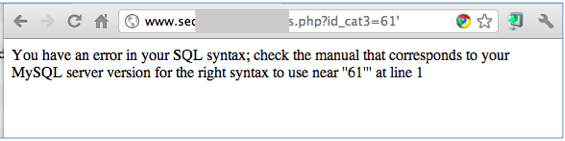 www.sec s.php?id_cat3=61'
You have an error in your SQL syntax; check the manual that corresponds to your
MySQL server version for the right syntax to use near ''61''' at line 1